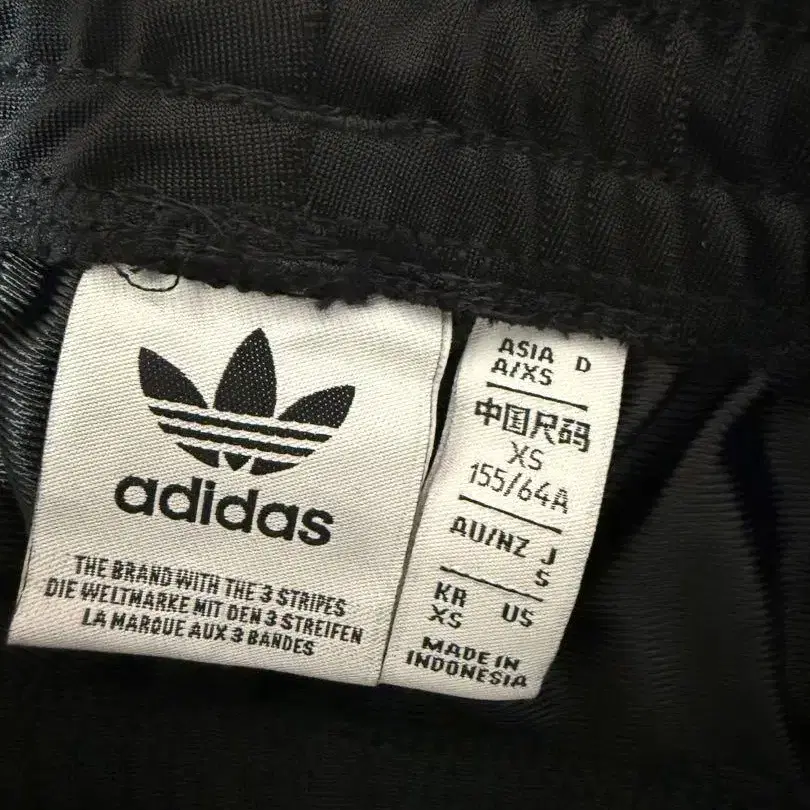 adidas
THE BRAND WITH THE 3 STRIPES
DIE WELTMARKE MIT DEN 3 STREIFEN
LA MARQUE AUX 3 BANDES
ASIA D
A/XS
中国尺码
XS
155/64A
AU/NZ J
S
KR US
XS
MADE IN
INDONESIA